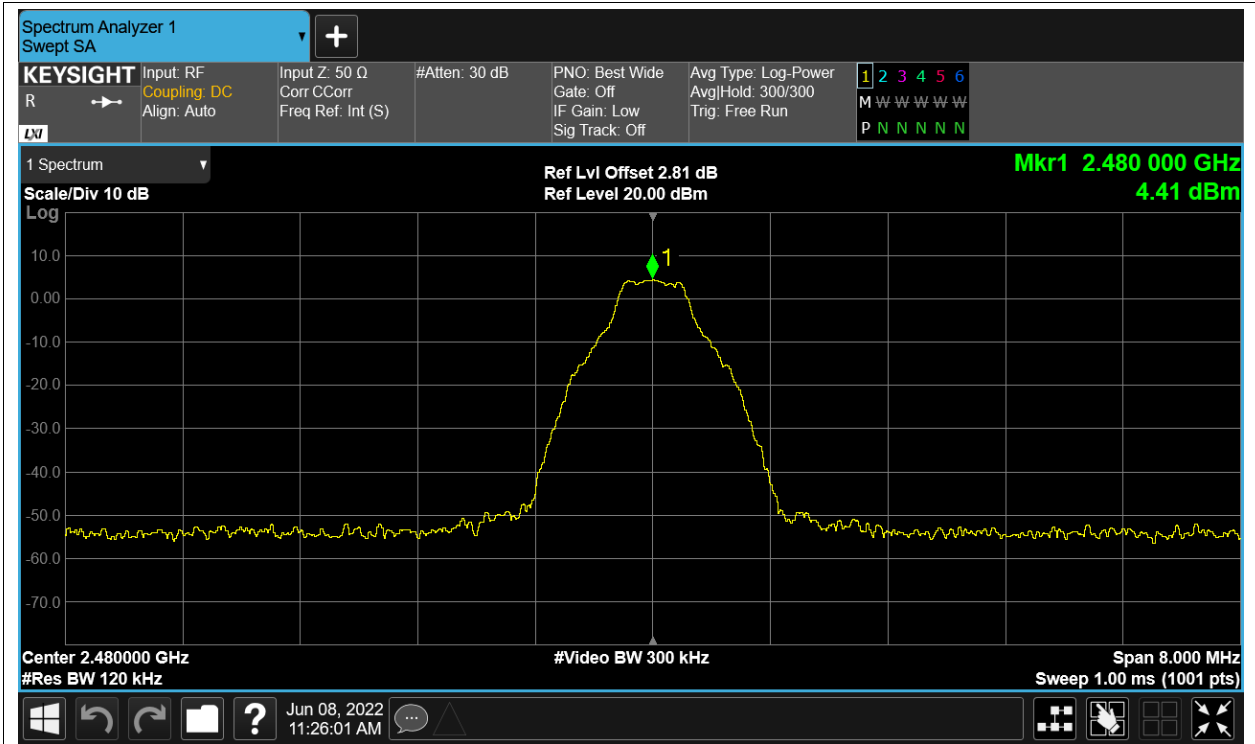 Spectrum Analyzer 1
Swept SA
KEYSIGHT
R
LXI
Input: RF
Coupling: DC
Align: Auto
Input Z: 50 Ω
Corr CCorr
Freq Ref: Int (S)
#Atten: 30 dB
PNO: Best Wide
Gate: Off
IF Gain: Low
Sig Track: Off
Avg Type: Log-Power
Avg|Hold: 300/300
Trig: Free Run
1 2 3 4 5 6
M W W W W W
P N N N N N
1 Spectrum
Scale/Div 10 dB
Log
Ref Lvl Offset 2.81 dB
Ref Level 20.00 dBm
Mkr1 2.480 000 GHz
4.41 dBm
1
10.0
0.00
-10.0
-20.0
-30.0
-40.0
-50.0
-60.0
-70.0
Center 2.480000 GHz
#Res BW 120 kHz
#Video BW 300 kHz
Span 8.000 MHz
Sweep 1.00 ms (1001 pts)
?
Jun 08, 2022
11:26:01 AM